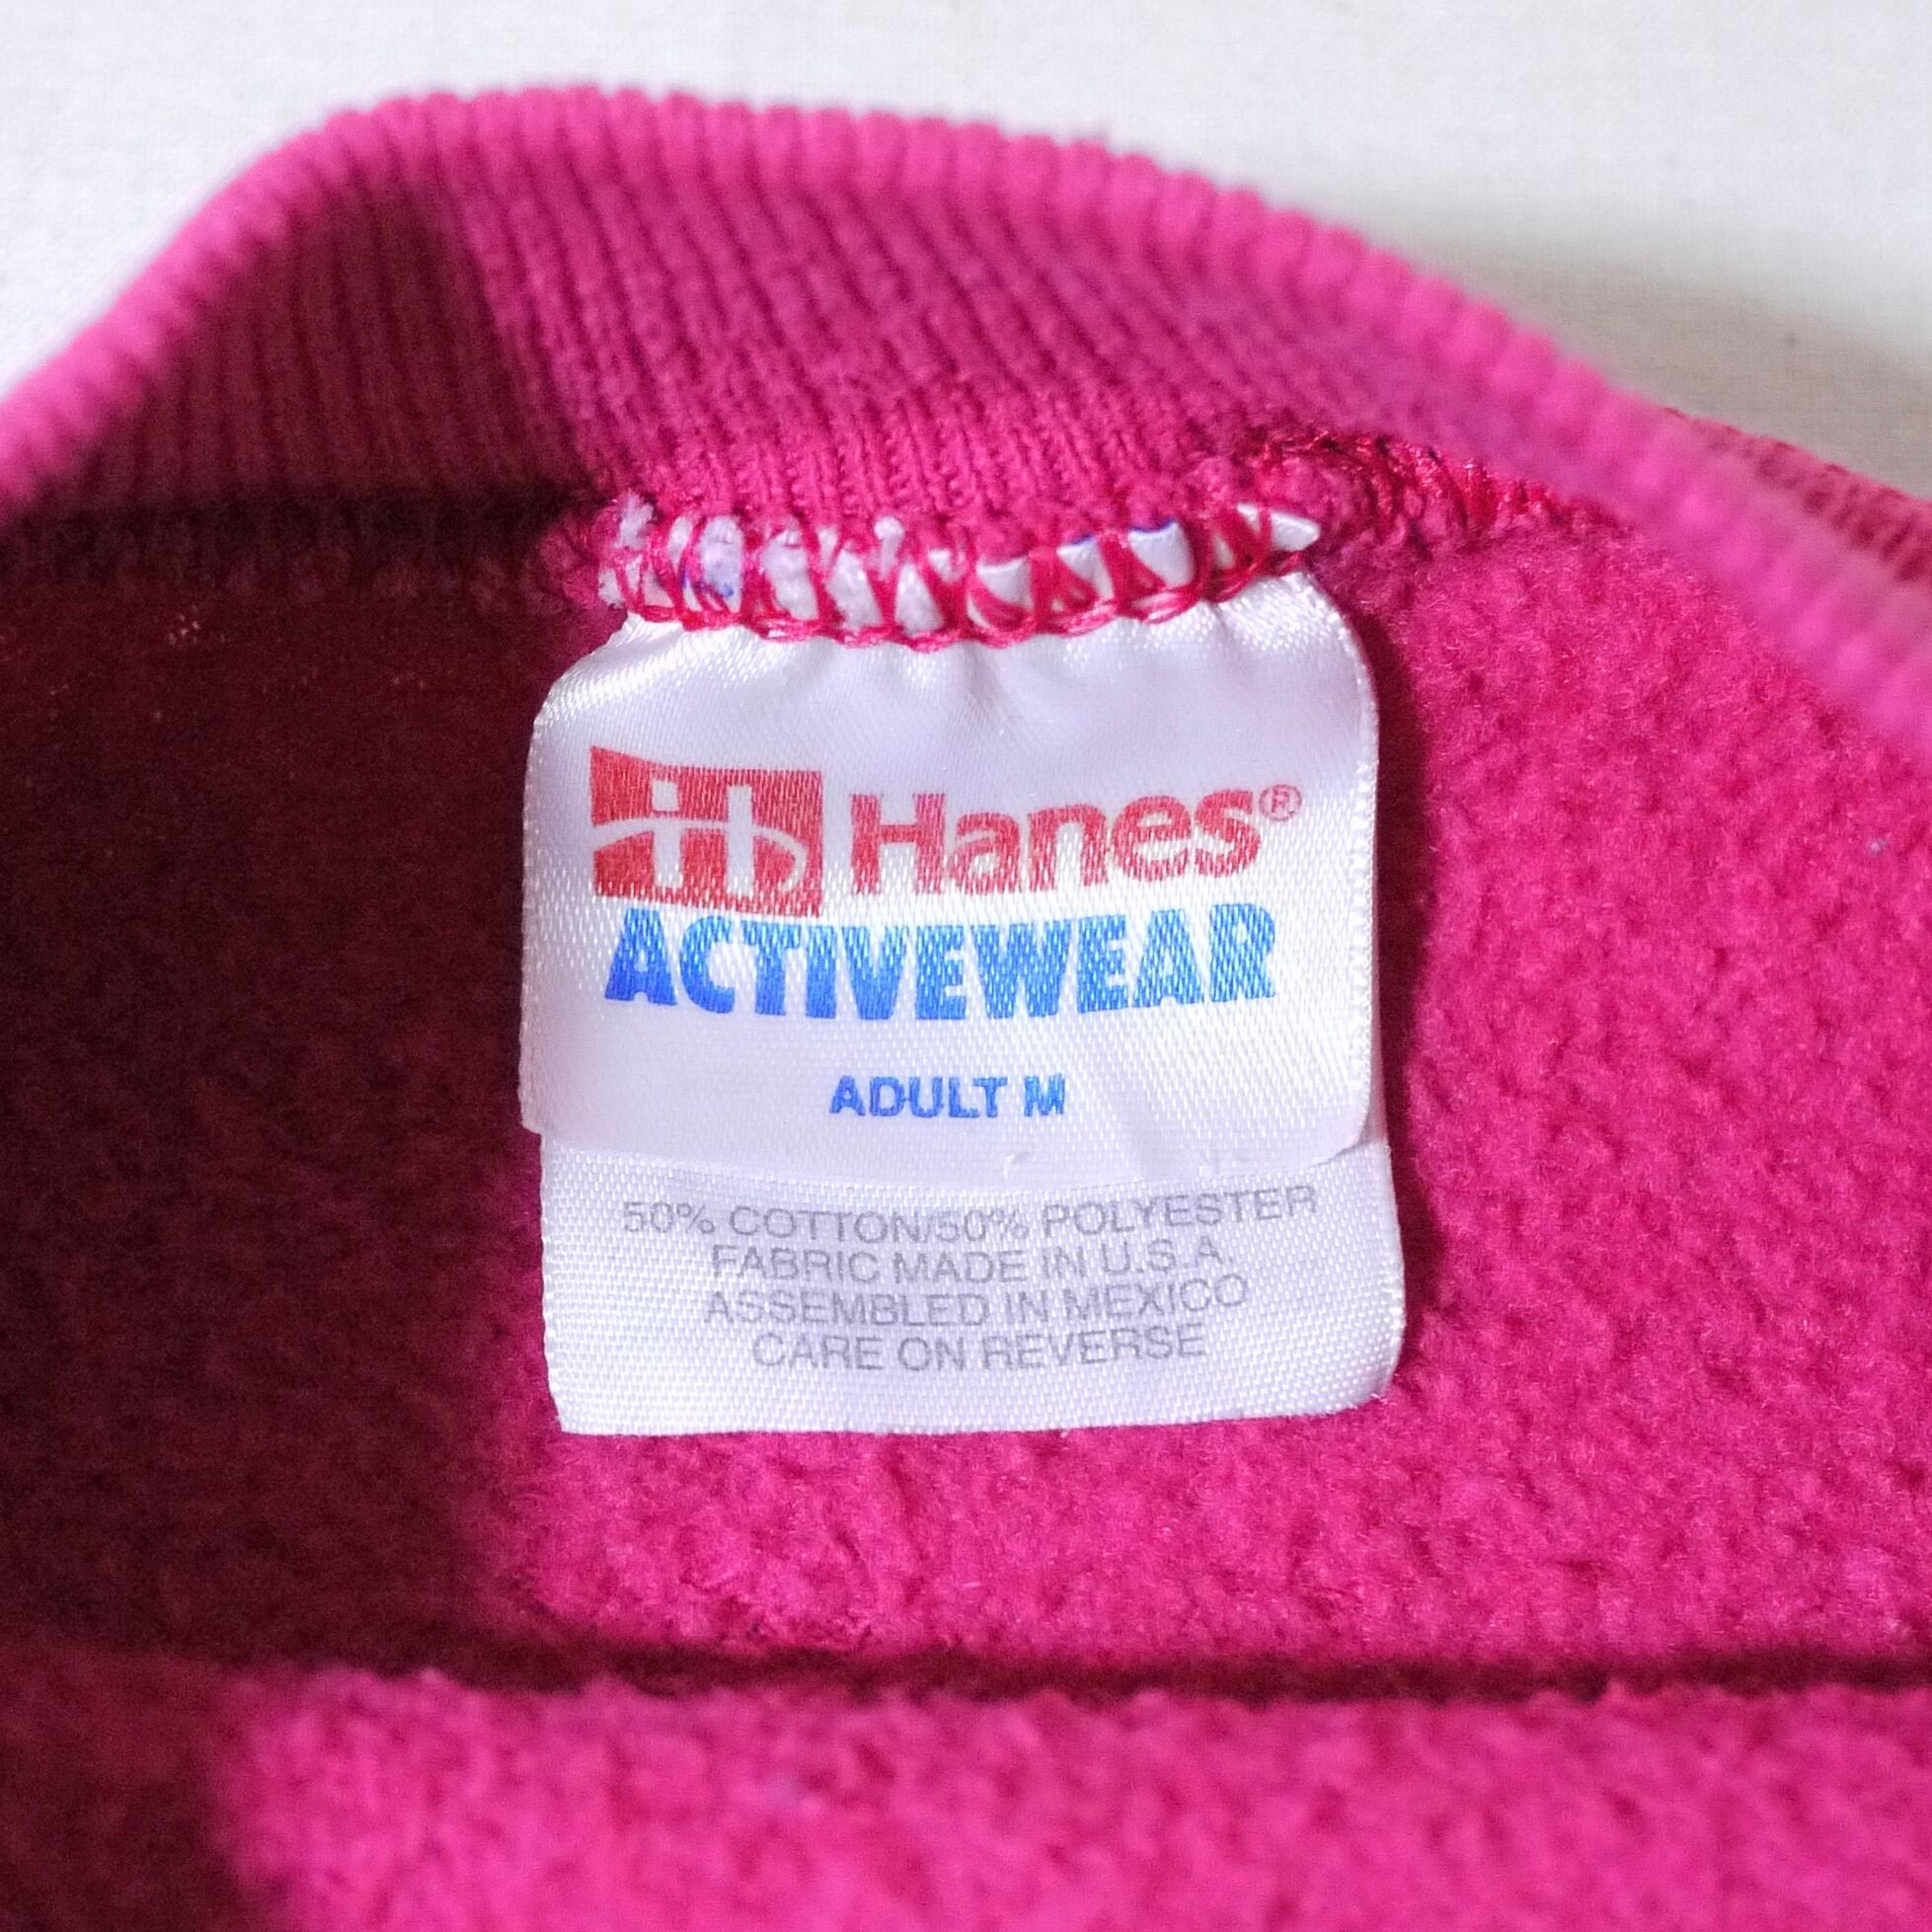 Hanes®
ACTIVEWEAR
ADULT M
50% COTTON/50% POLYESTER
FABRIC MADE IN U.S.A.
ASSEMBLED IN MEXICO
CARE ON REVERSE